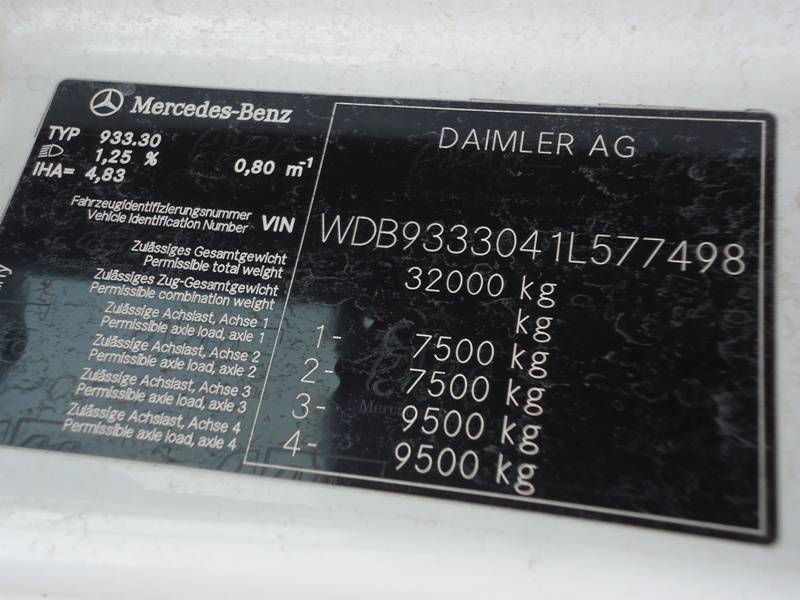 Mercedes-Benz
DAIMLER AG
TYP 933.30
1,25 % 0,80 m-1
IHA= 4,83
Fahrzeugidentifizierungsnummer
Vehicle Identification Number VIN WDB9333041L577498
Zulässiges Gesamtgewicht
Permissible total weight 32000 kg
Zulässiges Zug-Gesamtgewicht
Permissible combination weight kg
Zulässige Achslast, Achse 1
Permissible axle load, axle 1 1- 7500 kg
Zulässige Achslast, Achse 2
Permissible axle load, axle 2 2- 7500 kg
Zulässige Achslast, Achse 3
Permissible axle load, axle 3 3- 9500 kg
Zulässige Achslast, Achse 4
Permissible axle load, axle 4 4- 9500 kg